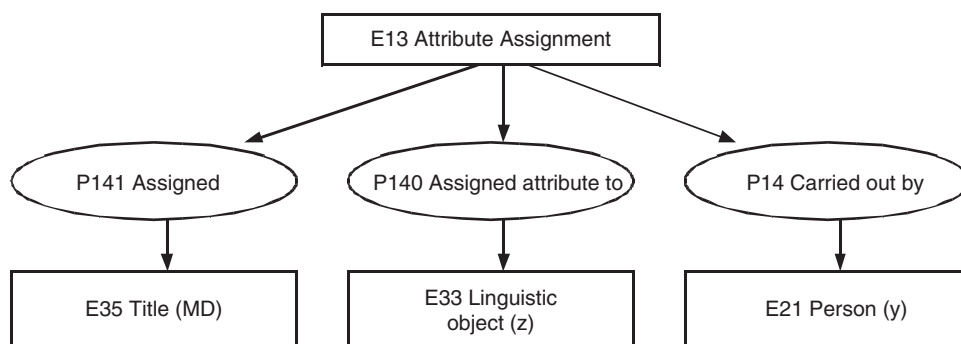 E13 Attribute Assignment
P141 Assigned
P140 Assigned attribute to
P14 Carried out by
E35 Title (MD)
E33 Linguistic
object (z)
E21 Person (y)